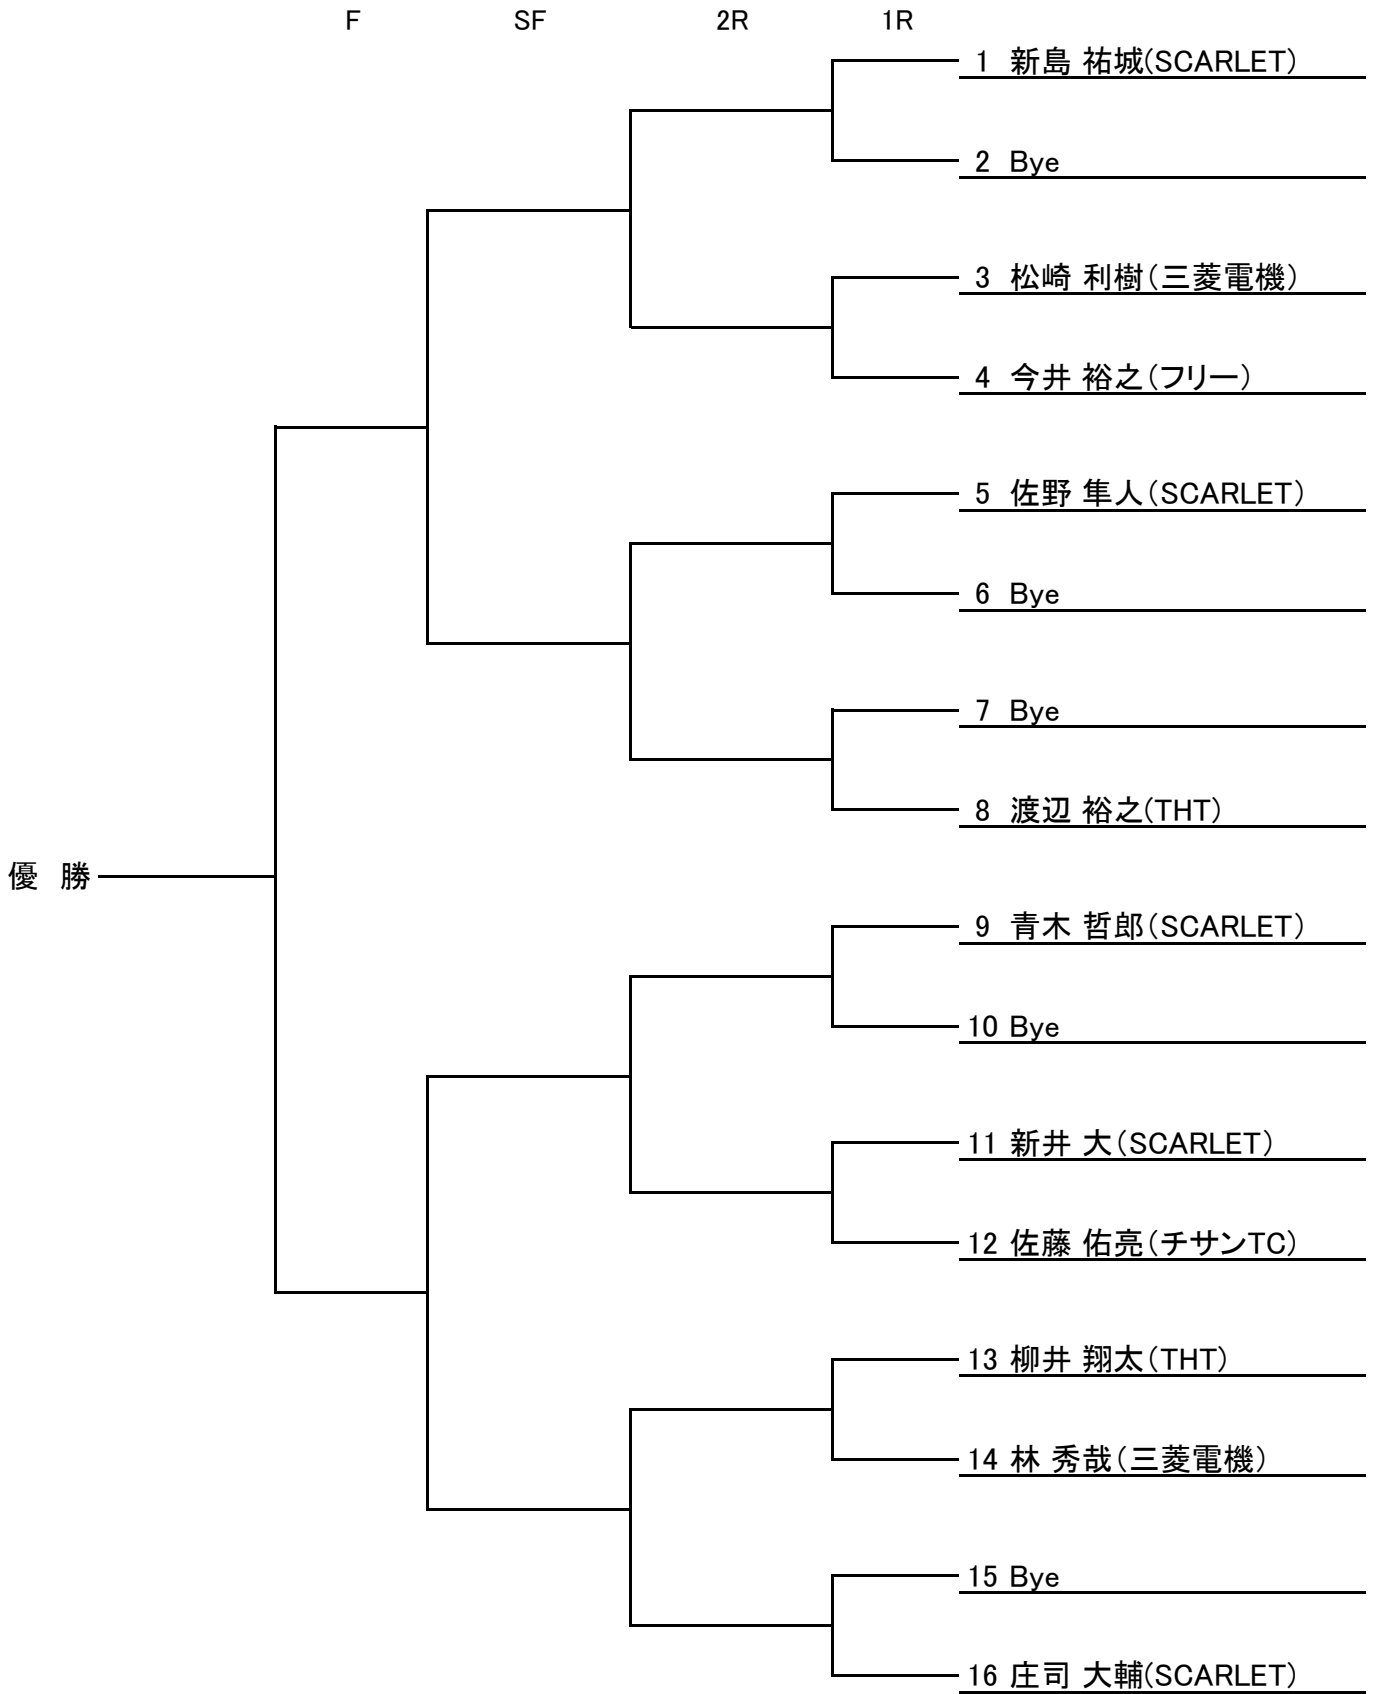 F SF 2R 1R
1 新島 祐城(SCARLET)
2 Bye
3 松崎 利樹（三菱電機）
4 今井 裕之（フリー）
5 佐野 隼人（SCARLET）
6 Bye
7 Bye
8 渡辺 裕之(THT)
優　勝
9 青木 哲郎（SCARLET）
10 Bye
11 新井 大（SCARLET）
12 佐藤 佑亮（チサンTC）
13 柳井 翔太（THT）
14 林 秀哉（三菱電機）
15 Bye
16 庄司 大輔(SCARLET)